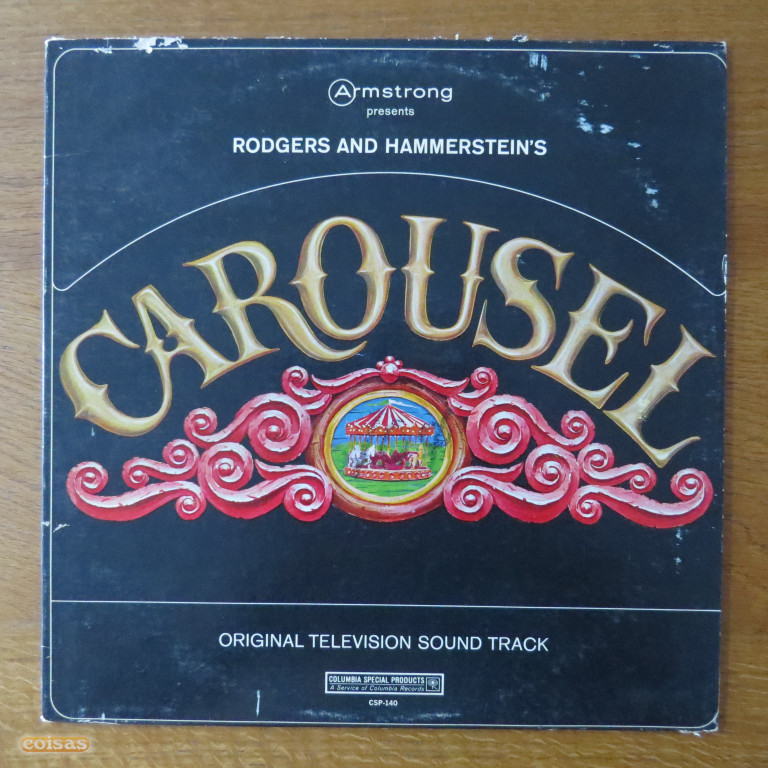 Armstrong
presents
RODGERS AND HAMMERSTEIN'S
CAROUSEL
ORIGINAL TELEVISION SOUND TRACK
COLUMBIA SPECIAL PRODUCTS
A Service of Columbia Records
CSP-140
coisas